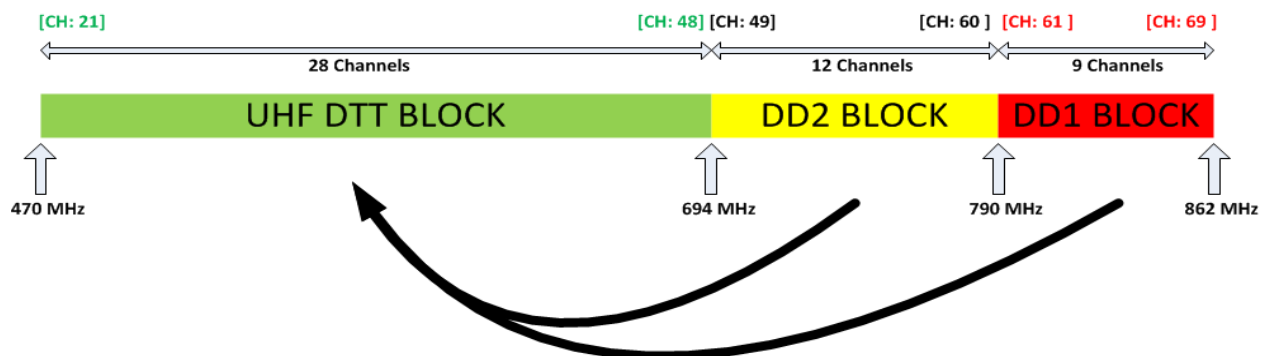 [CH: 21] [CH: 48] [CH: 49] [CH: 60 ] [CH: 61 ] [CH: 69 ]
28 Channels 12 Channels 9 Channels
UHF DTT BLOCK DD2 BLOCK DD1 BLOCK
470 MHz 694 MHz 790 MHz 862 MHz